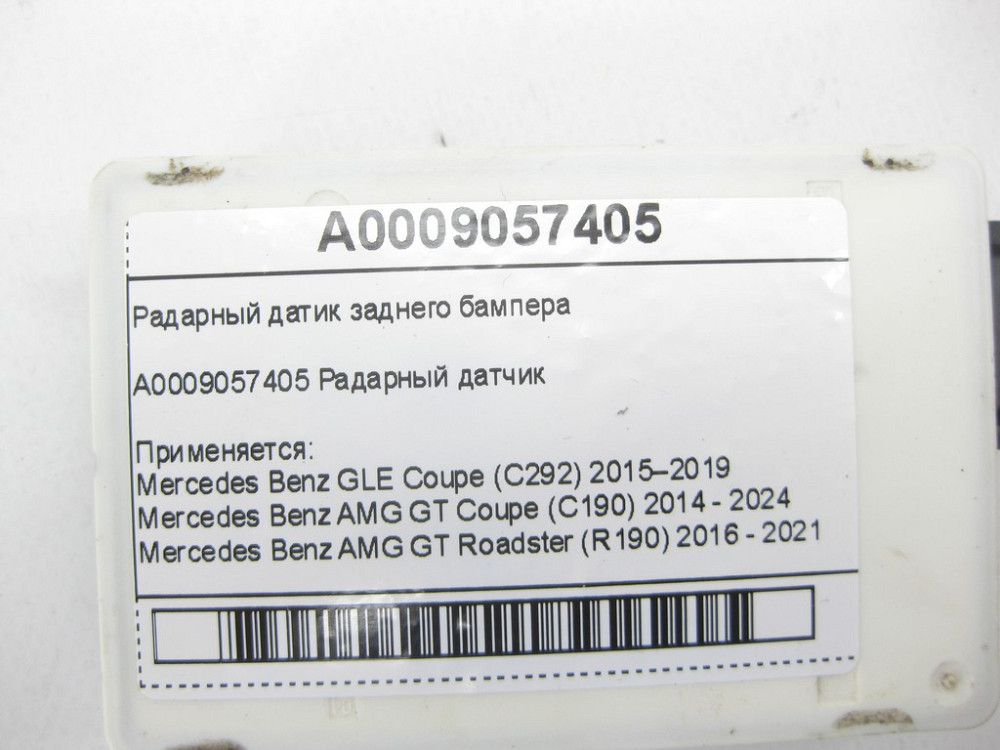 A0009057405
Радарный датик заднего бампера
A0009057405 Радарный датчик
Применяется:
Mercedes Benz GLE Coupe (C292) 2015–2019
Mercedes Benz AMG GT Coupe (C190) 2014 - 2024
Mercedes Benz AMG GT Roadster (R190) 2016 - 2021